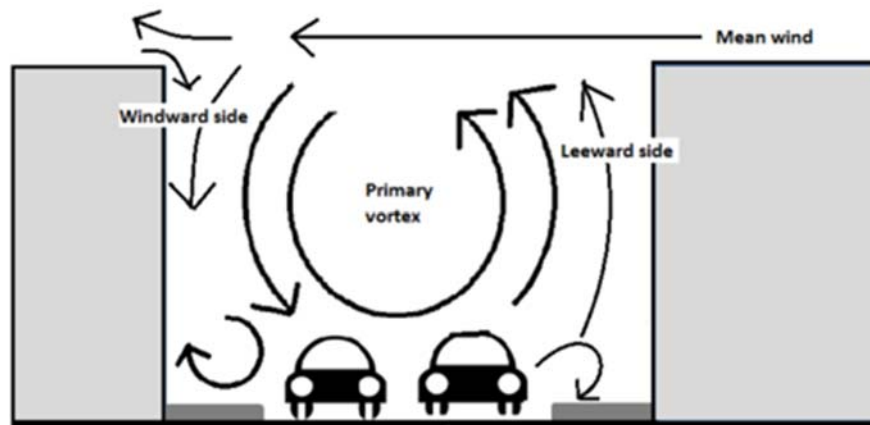 Mean wind
Windward side
Leeward side
Primary
vortex